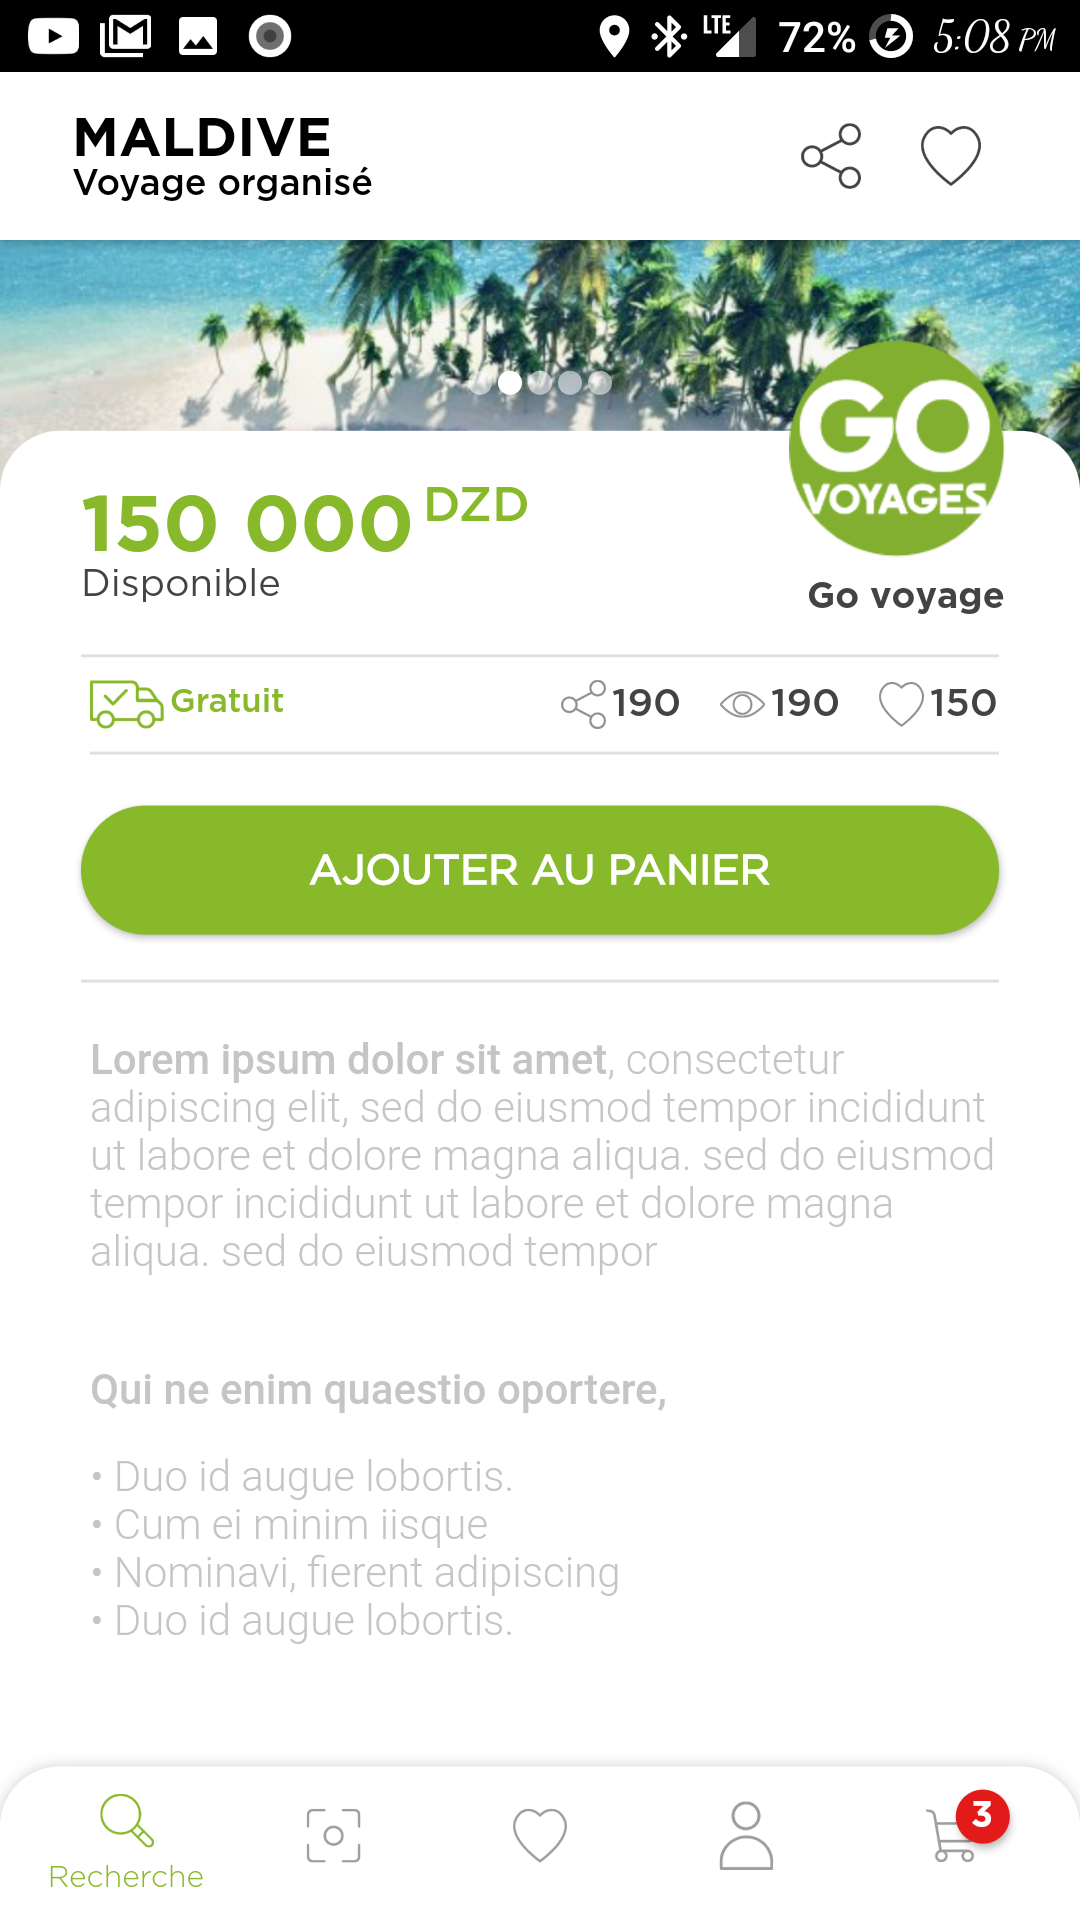 LTE 72% 5:08 PM
MALDIVE
Voyage organisé
GO
VOYAGES
150 000 DZD
Disponible
Go voyage
Gratuit 190 190 150
AJOUTER AU PANIER
Lorem ipsum dolor sit amet, consectetur
adipiscing elit, sed do eiusmod tempor incididunt
ut labore et dolore magna aliqua. sed do eiusmod
tempor incididunt ut labore et dolore magna
aliqua. sed do eiusmod tempor
Qui ne enim quaestio oportere,
• Duo id augue lobortis.
• Cum ei minim iisque
• Nominavi, fierent adipiscing
• Duo id augue lobortis.
3
Recherche